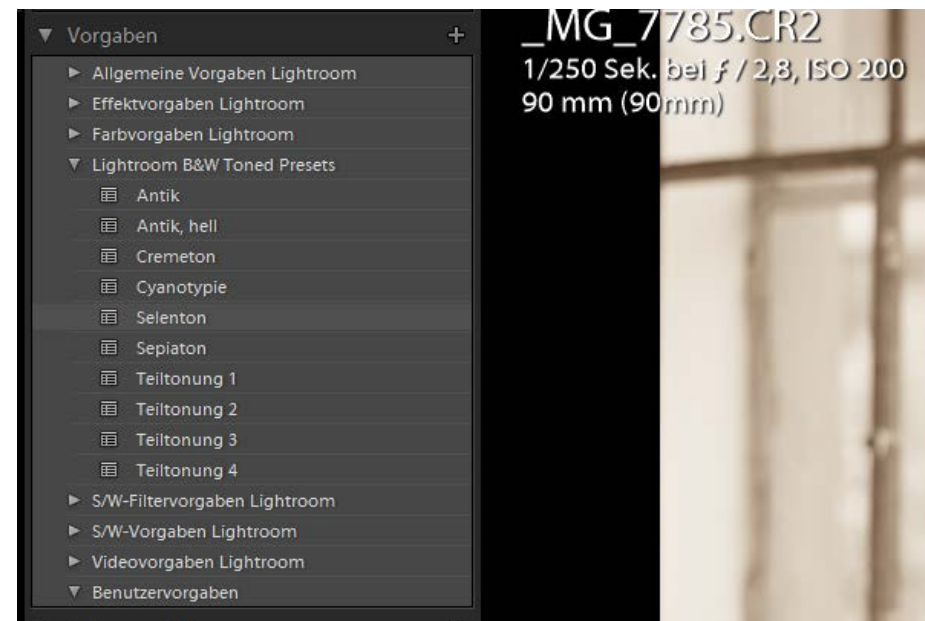 Vorgaben +
Allgemeine Vorgaben Lightroom
Effektvorgaben Lightroom
Farbvorgaben Lightroom
Lightroom B&W Toned Presets
Antik
Antik, hell
Cremeton
Cyanotypie
Selenton
Sepiaton
Teiltonung 1
Teiltonung 2
Teiltonung 3
Teiltonung 4
S/W-Filtervorgaben Lightroom
S/W-Vorgaben Lightroom
Videovorgaben Lightroom
Benutzervorgaben
_MG_7785.CR2
1/250 Sek. bei ƒ / 2,8, ISO 200
90 mm (90mm)